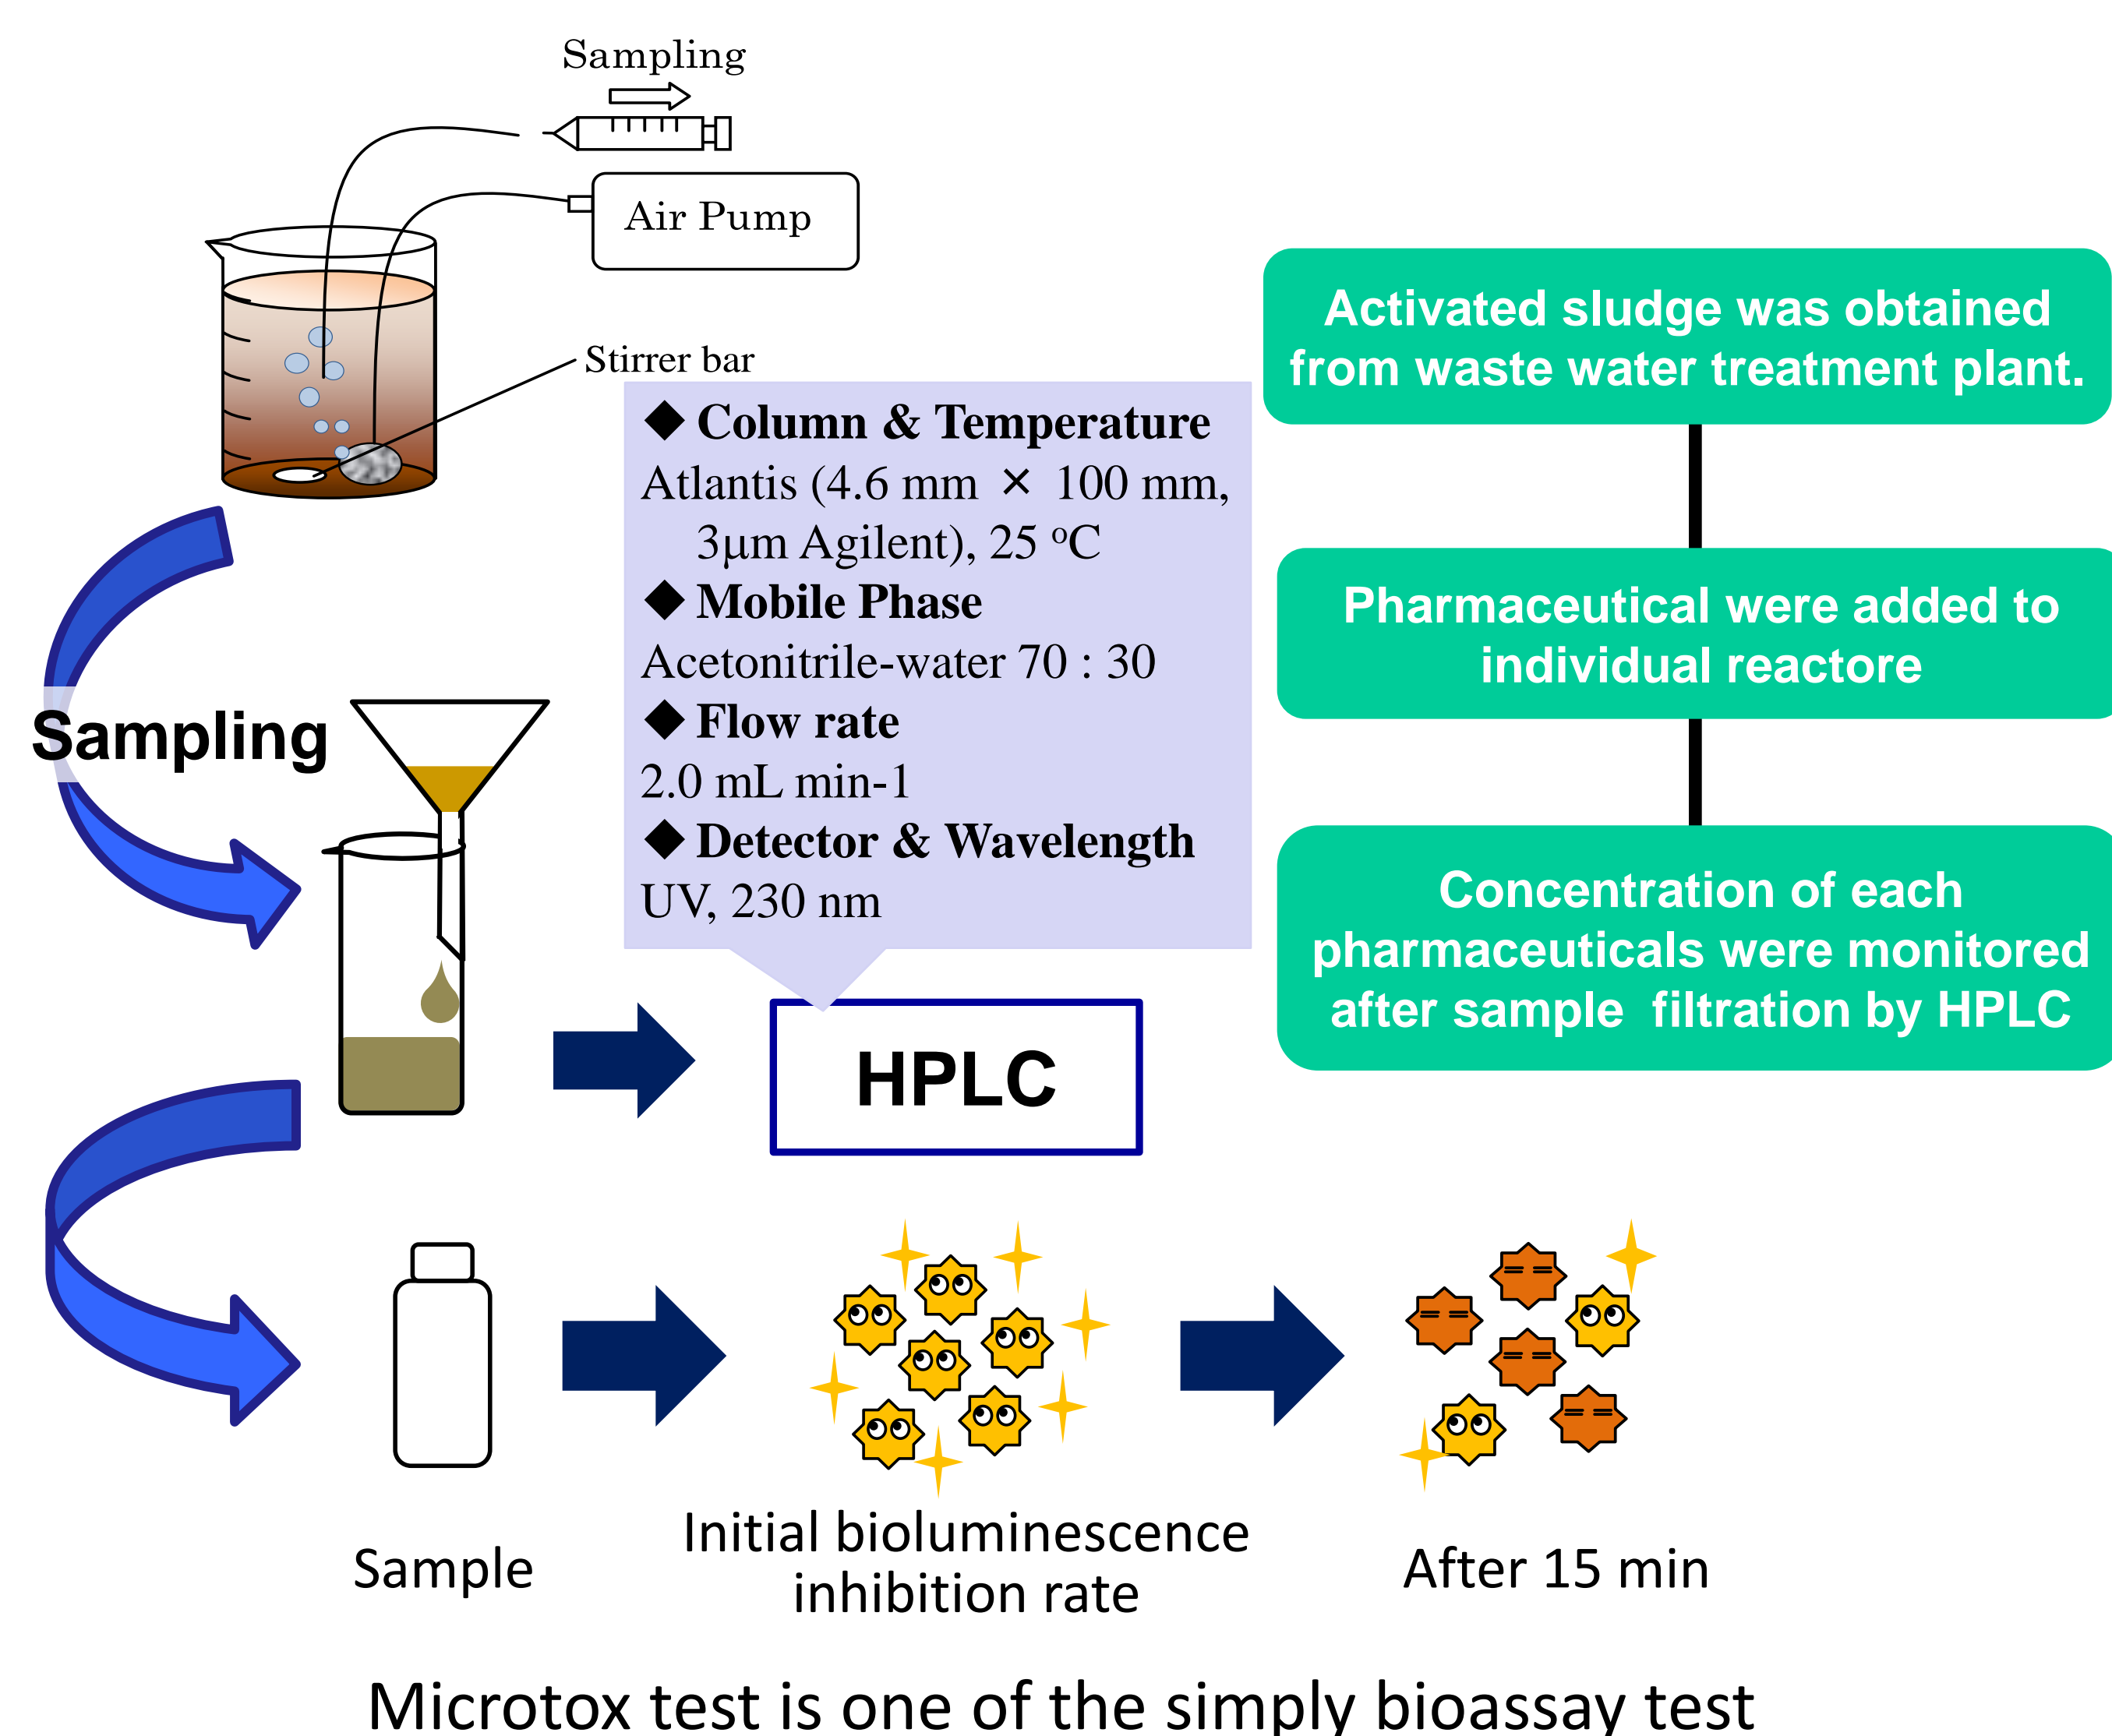 Sampling
Air Pump
Stirrer bar
◆ Column & Temperature
Atlantis (4.6 mm × 100 mm,
3μm Agilent), 25 °C
◆ Mobile Phase
Acetonitrile-water 70 : 30
◆ Flow rate
2.0 mL min-1
◆ Detector & Wavelength
UV, 230 nm
Activated sludge was obtained
from waste water treatment plant.
Pharmaceutical were added to
individual reactore
Concentration of each
pharmaceuticals were monitored
after sample filtration by HPLC
Sampling
HPLC
Sample
Initial bioluminescence
inhibition rate
After 15 min
Microtox test is one of the simply bioassay test